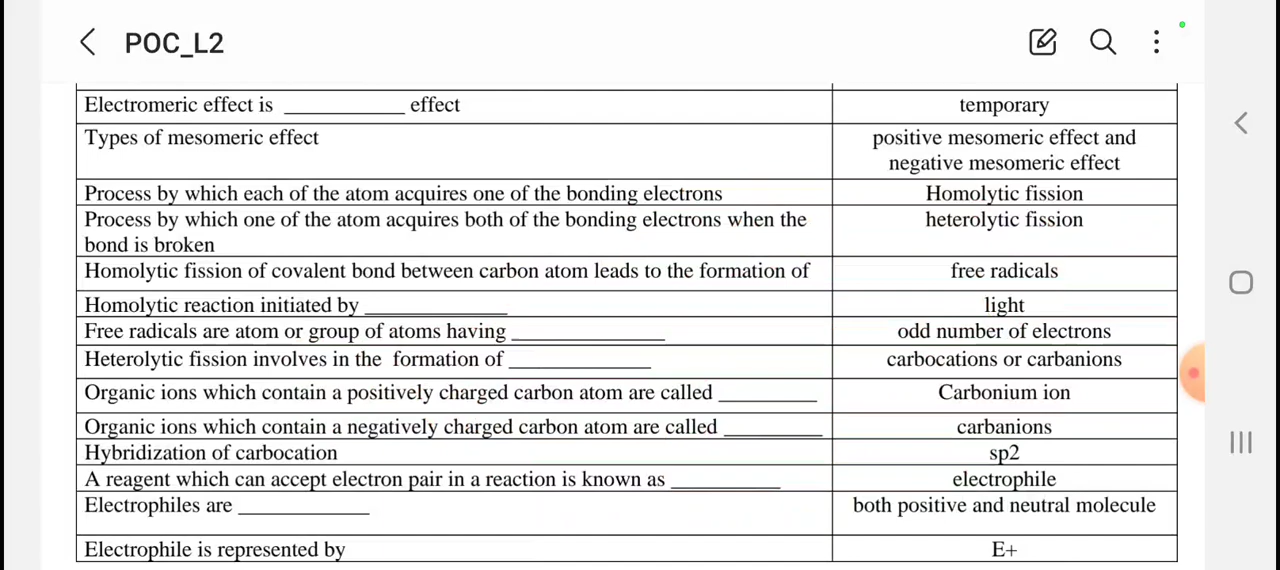 POC_L2
Electromeric effect is ___________ effect temporary
Types of mesomeric effect positive mesomeric effect and
negative mesomeric effect
Process by which each of the atom acquires one of the bonding electrons Homolytic fission
Process by which one of the atom acquires both of the bonding electrons when the heterolytic fission
bond is broken
Homolytic fission of covalent bond between carbon atom leads to the formation of free radicals
Homolytic reaction initiated by _____________ light
Free radicals are atom or group of atoms having ______________ odd number of electrons
Heterolytic fission involves in the formation of _____________ carbocations or carbanions
Organic ions which contain a positively charged carbon atom are called _________ Carbonium ion
Organic ions which contain a negatively charged carbon atom are called _________ carbanions
Hybridization of carbocation sp2
A reagent which can accept electron pair in a reaction is known as __________ electrophile
Electrophiles are ____________ both positive and neutral molecule
Electrophile is represented by E+